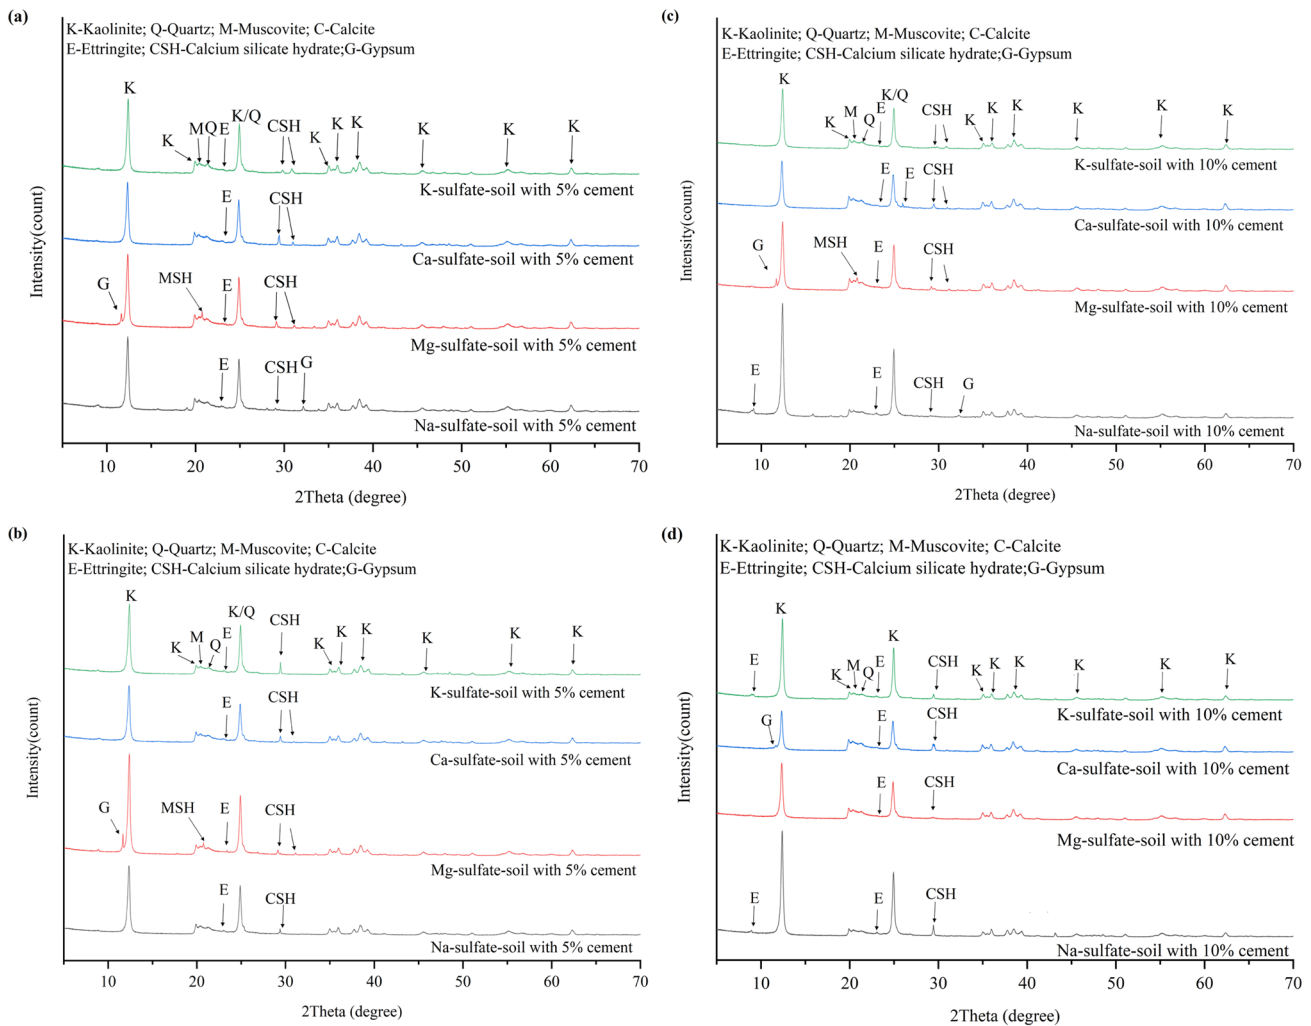 (a)
K-Kaolinite; Q-Quartz; M-Muscovite; C-Calcite
E-Ettringite; CSH-Calcium silicate hydrate;G-Gypsum
K
K
M
Q
E
K/Q
CSH
K
K
K
K
K
K
K-sulfate-soil with 5% cement
E
CSH
Ca-sulfate-soil with 5% cement
G
MSH
E
CSH
Mg-sulfate-soil with 5% cement
E
CSH
G
Na-sulfate-soil with 5% cement
Intensity(count)
10 20 30 40 50 60 70
2Theta (degree)
(c)
K-Kaolinite; Q-Quartz; M-Muscovite; C-Calcite
E-Ettringite; CSH-Calcium silicate hydrate;G-Gypsum
K
K
M
Q
E
K/Q
CSH
K
K
K
K
K
K
K-sulfate-soil with 10% cement
E
E
CSH
Ca-sulfate-soil with 10% cement
G
MSH
E
CSH
Mg-sulfate-soil with 10% cement
E
E
CSH
G
Na-sulfate-soil with 10% cement
Intensity(count)
10 20 30 40 50 60 70
2Theta (degree)
(b)
K-Kaolinite; Q-Quartz; M-Muscovite; C-Calcite
E-Ettringite; CSH-Calcium silicate hydrate;G-Gypsum
K
K
M
Q
E
K/Q
CSH
K
K
K
K
K
K
K-sulfate-soil with 5% cement
E
CSH
Ca-sulfate-soil with 5% cement
G
MSH
E
CSH
Mg-sulfate-soil with 5% cement
E
CSH
Na-sulfate-soil with 5% cement
Intensity(count)
10 20 30 40 50 60 70
2Theta (degree)
(d)
K-Kaolinite; Q-Quartz; M-Muscovite; C-Calcite
E-Ettringite; CSH-Calcium silicate hydrate;G-Gypsum
K
E
K
M
Q
E
K
CSH
K
K
K
K
K
K
K-sulfate-soil with 10% cement
G
E
CSH
Ca-sulfate-soil with 10% cement
E
CSH
Mg-sulfate-soil with 10% cement
E
E
CSH
Na-sulfate-soil with 10% cement
Intensity(count)
10 20 30 40 50 60 70
2Theta (degree)